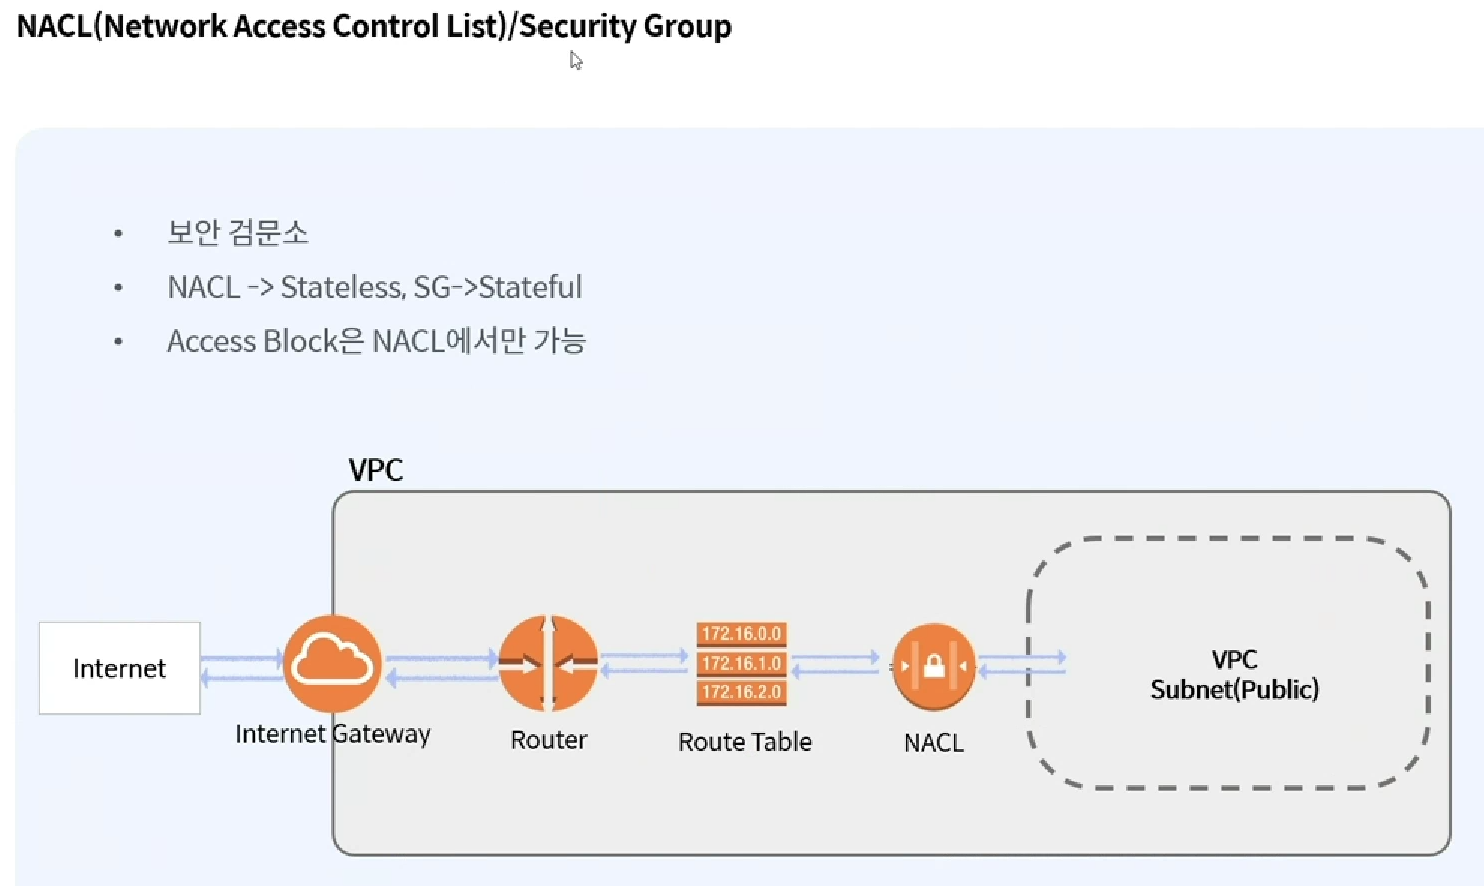 NACL(Network Access Control List)/Security Group
• 보안 검문소
• NACL -> Stateless, SG->Stateful
• Access Block은 NACL에서만 가능
VPC
Internet
Internet Gateway
Router
172.16.0.0
172.16.1.0
172.16.2.0
Route Table
NACL
VPC
Subnet(Public)